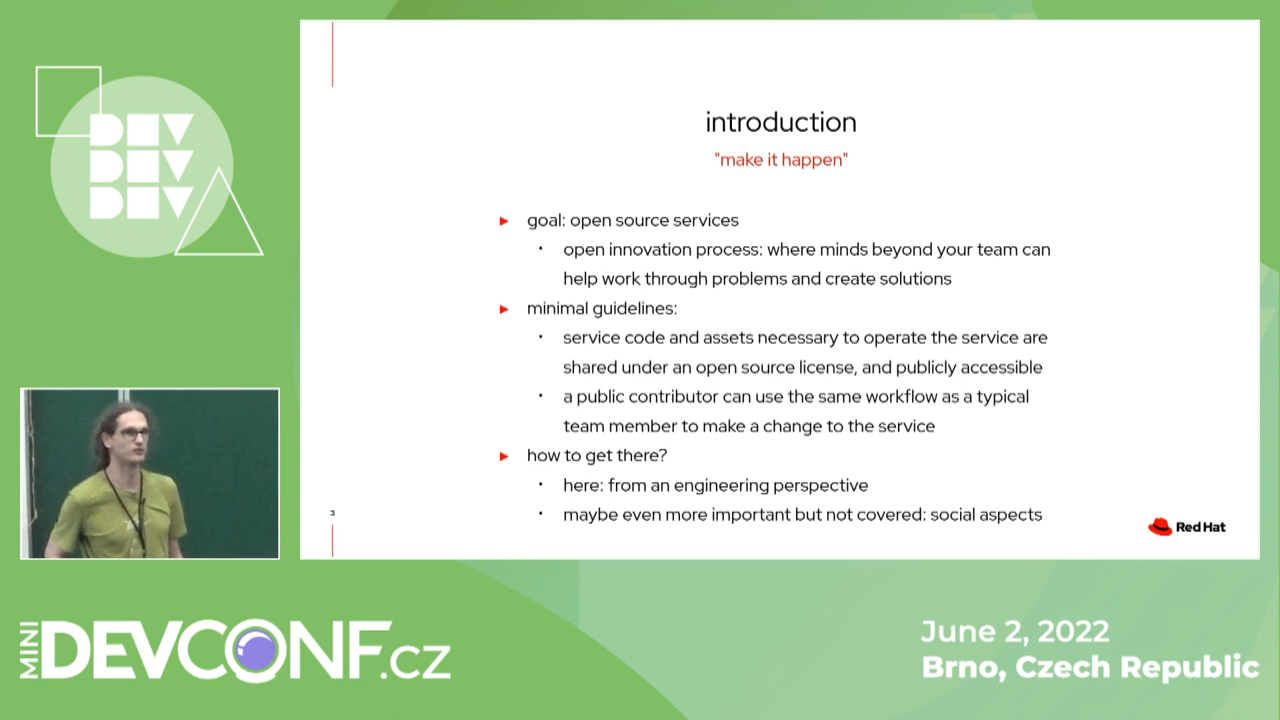 DEV
DEV
DEV
introduction
"make it happen"
► goal: open source services
• open innovation process: where minds beyond your team can
help work through problems and create solutions
► minimal guidelines:
• service code and assets necessary to operate the service are
shared under an open source license, and publicly accessible
• a public contributor can use the same workflow as a typical
team member to make a change to the service
► how to get there?
• here: from an engineering perspective
• maybe even more important but not covered: social aspects
3
Red Hat
MINI
DEVCONF.CZ
June 2, 2022
Brno, Czech Republic